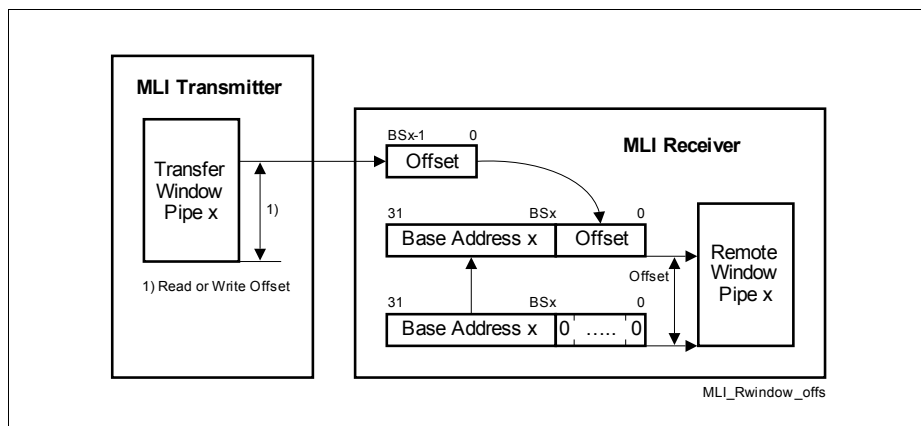 MLI Transmitter
Transfer
Window
Pipe x
1)
1) Read or Write Offset
MLI Receiver
BSx-1 0
Offset
31 BSx 0
Base Address x Offset
Offset
31 BSx 0
Base Address x 0 ..... 0
Remote
Window
Pipe x
MLI_Rwindow_offs